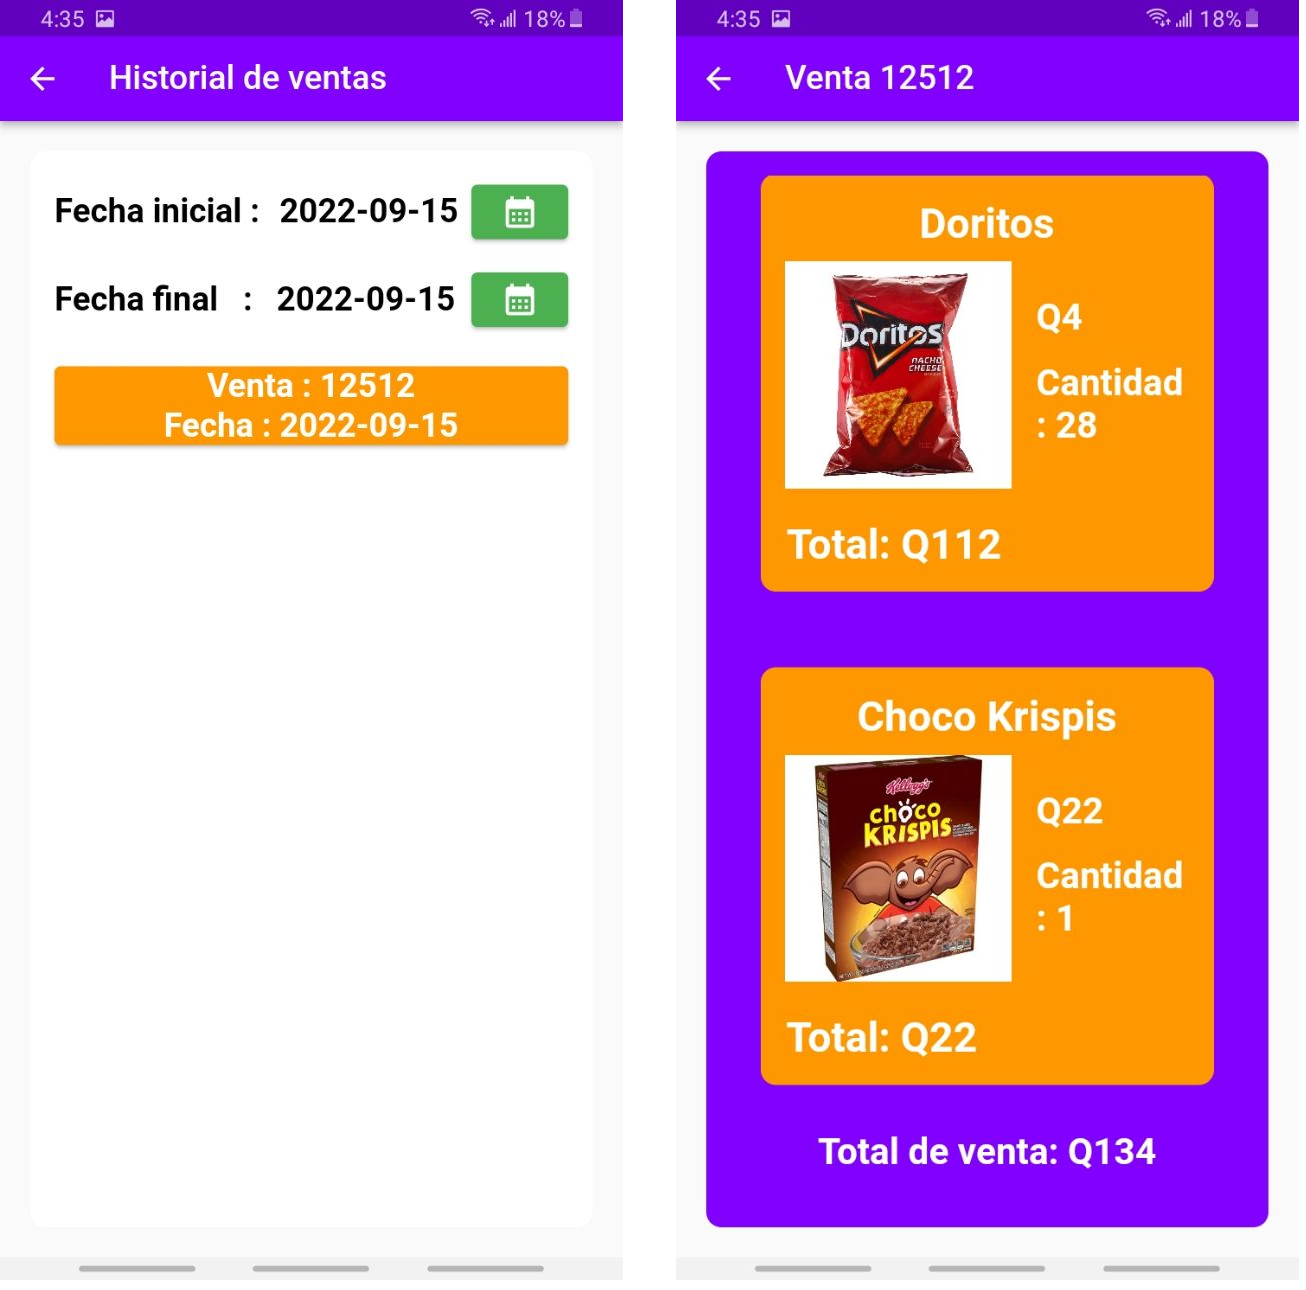 4:35
18%
Historial de ventas
Fecha inicial : 2022-09-15
Fecha final : 2022-09-15
Venta : 12512
Fecha : 2022-09-15
4:35
18%
Venta 12512
Doritos
Doritos
NACHO
CHEESE
Q4
Cantidad
: 28
Total: Q112
Choco Krispis
Kellogg's
choco
KRISPIS
Q22
Cantidad
: 1
Total: Q22
Total de venta: Q134